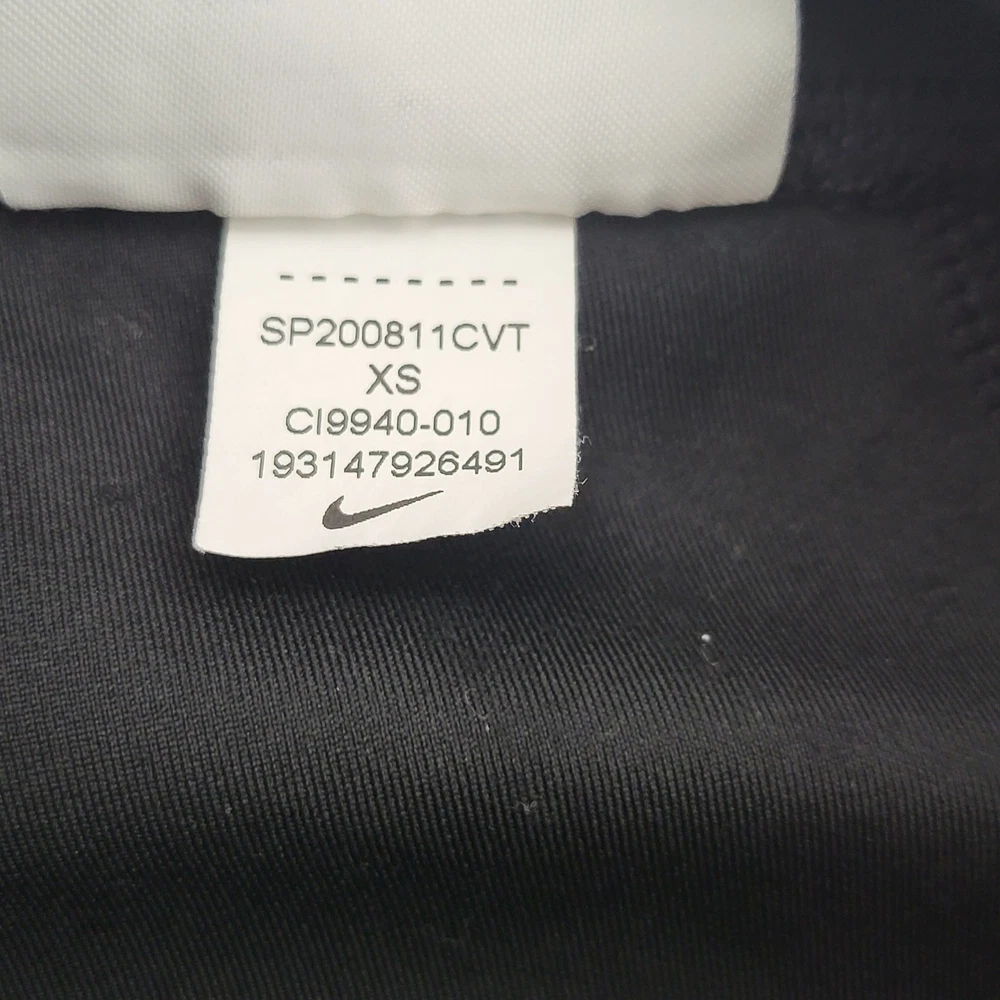 --------
SP200811CVT
XS
CI9940-010
193147926491